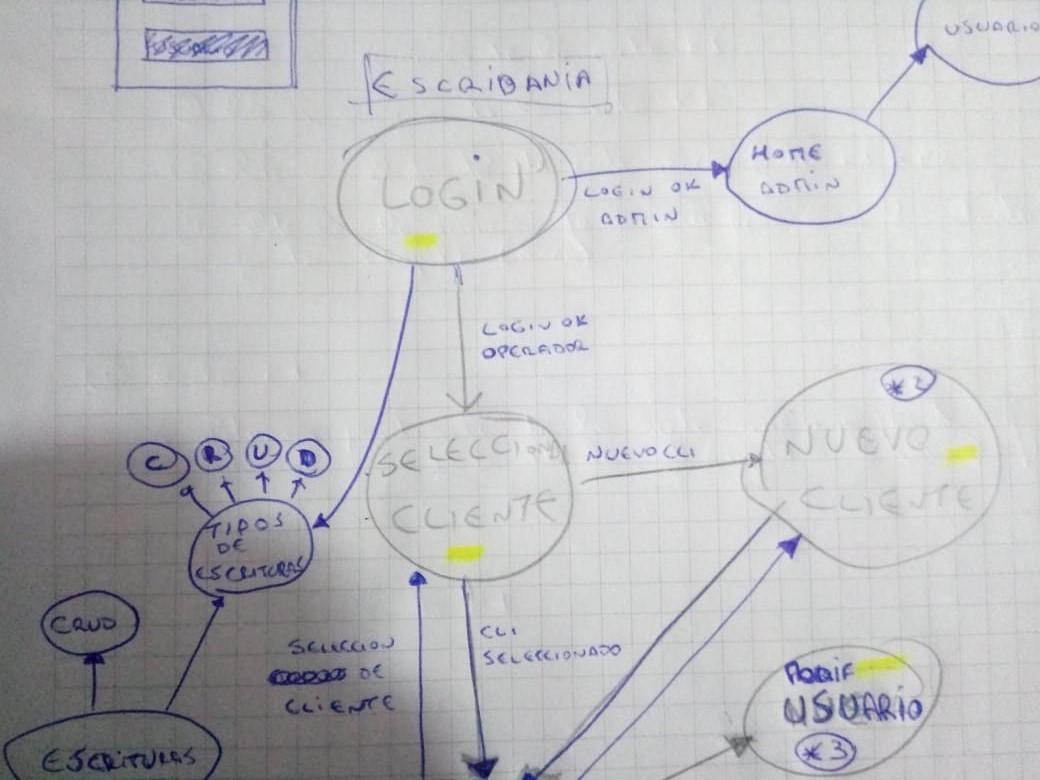 ESCRIBANIA
USUARIO
LOGIN
HOME
ADMIN
LOGIN OK
ADMIN
LOGIN OK
OPERADOR
*2
SELECCION
CLIENTE
NUEVO CLI
NUEVO
CLIENTE
C R U D
TIPOS
DE
ESCRITURAS
CRUD
SELECCION
DE
CLIENTE
CLI
SELECCIONADO
MODIF
USUARIO
*3
ESCRITURAS